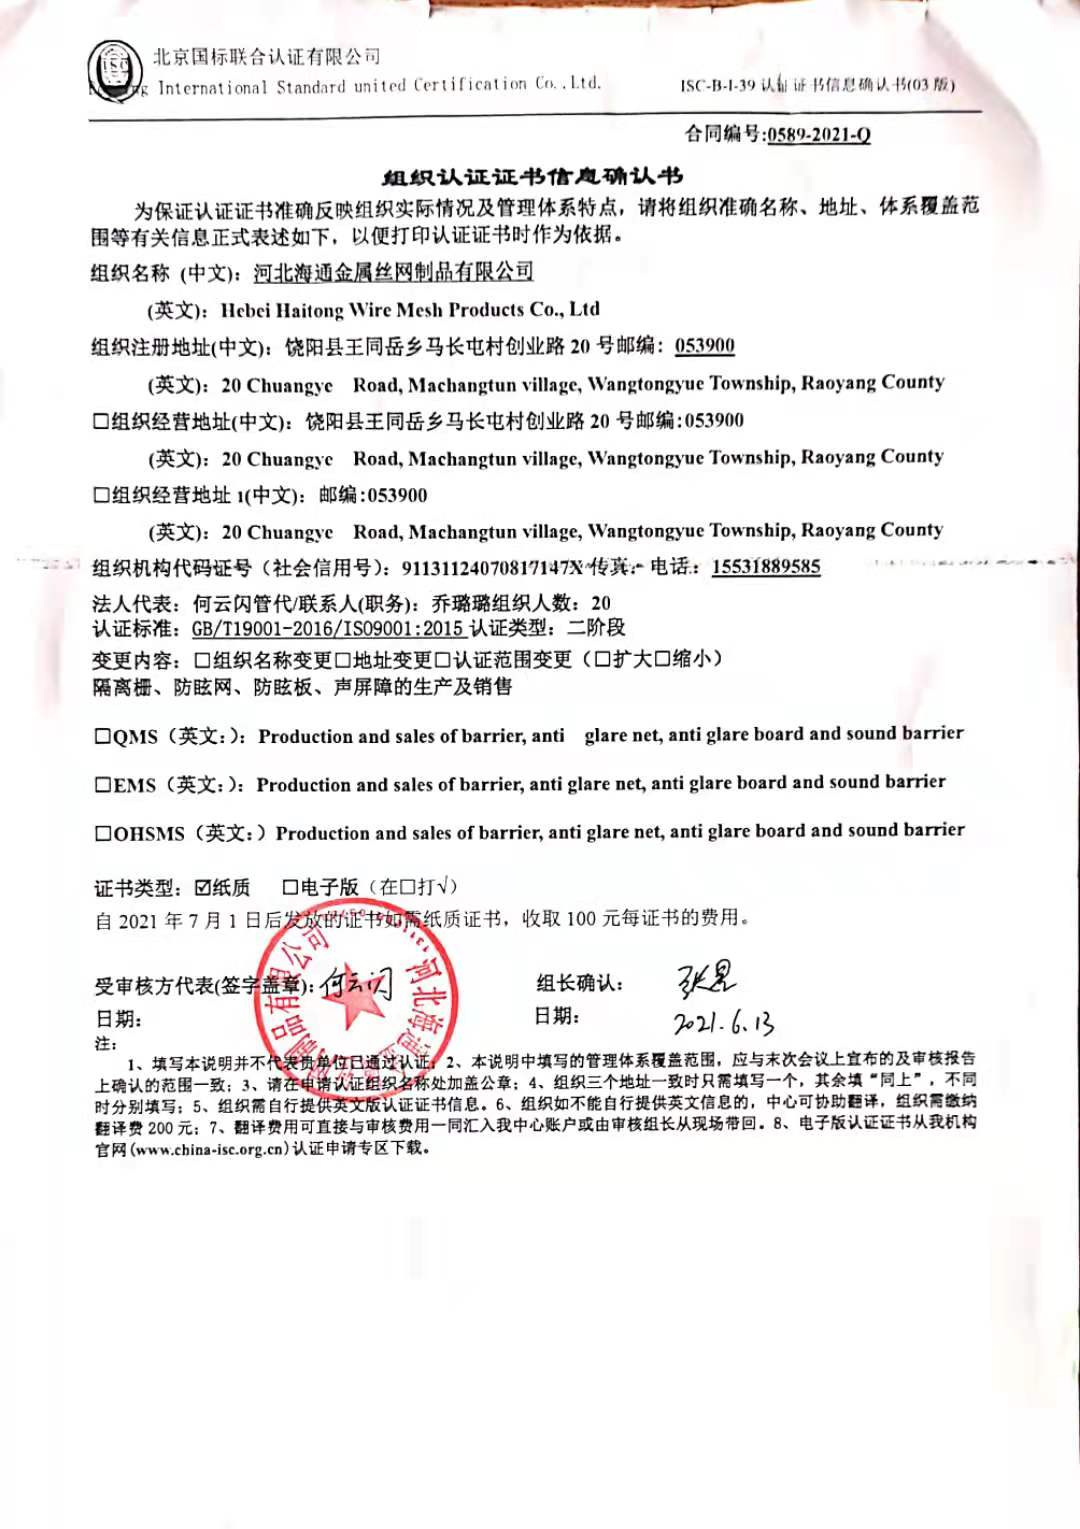 北京国标联合认证有限公司
International Standard united Certification Co.,Ltd.
ISC-B-I-39 认证证书信息确认书(03 版)
合同编号:0589-2021-Q
组织认证证书信息确认书
为保证认证证书准确反映组织实际情况及管理体系特点，请将组织准确名称、地址、体系覆盖范
围等有关信息正式表述如下，以便打印认证证书时作为依据。
组织名称（中文）：河北海通金属丝网制品有限公司
(英文)：Hebei Haitong Wire Mesh Products Co., Ltd
组织注册地址(中文)：饶阳县王同岳乡马长屯村创业路 20 号邮编：053900
(英文)：20 Chuangye Road, Machangtun village, Wangtongyue Township, Raoyang County
□组织经营地址(中文)：饶阳县王同岳乡马长屯村创业路 20 号邮编:053900
(英文)：20 Chuangye Road, Machangtun village, Wangtongyue Township, Raoyang County
□组织经营地址 1(中文)：邮编:053900
(英文)：20 Chuangye Road, Machangtun village, Wangtongyue Township, Raoyang County
组织机构代码证号（社会信用号）：91131124070817147X 传真:- 电话.：15531889585
法人代表：何云闪管代/联系人(职务)：乔璐璐组织人数：20
认证标准：GB/T19001-2016/ISO9001:2015 认证类型：二阶段
变更内容：□组织名称变更□地址变更□认证范围变更（□扩大□缩小）
隔离栅、防眩网、防眩板、声屏障的生产及销售
□QMS（英文:）：Production and sales of barrier, anti glare net, anti glare board and sound barrier
□EMS（英文:）：Production and sales of barrier, anti glare net, anti glare board and sound barrier
□OHSMS（英文:）Production and sales of barrier, anti glare net, anti glare board and sound barrier
证书类型：☑纸质 □电子版（在□打√）
自 2021 年 7 月 1 日后发放的证书如需纸质证书，收取 100 元每证书的费用。
受审核方代表(签字盖章)：何云闪 组长确认：
日期： 日期： 2021.6.13
注：
1、填写本说明并不代表贵单位已通过认证；2、本说明中填写的管理体系覆盖范围，应与末次会议上宣布的及审核报告
上确认的范围一致；3、请在申请认证组织名称处加盖公章；4、组织三个地址一致时只需填写一个，其余填“同上”，不同
时分别填写；5、组织需自行提供英文版认证证书信息。6、组织如不能自行提供英文信息的，中心可协助翻译，组织需缴纳
翻译费 200 元；7、翻译费用可直接与审核费用一同汇入我中心账户或由审核组长从现场带回。8、电子版认证证书从我机构
官网(www.china-isc.org.cn)认证申请专区下载。